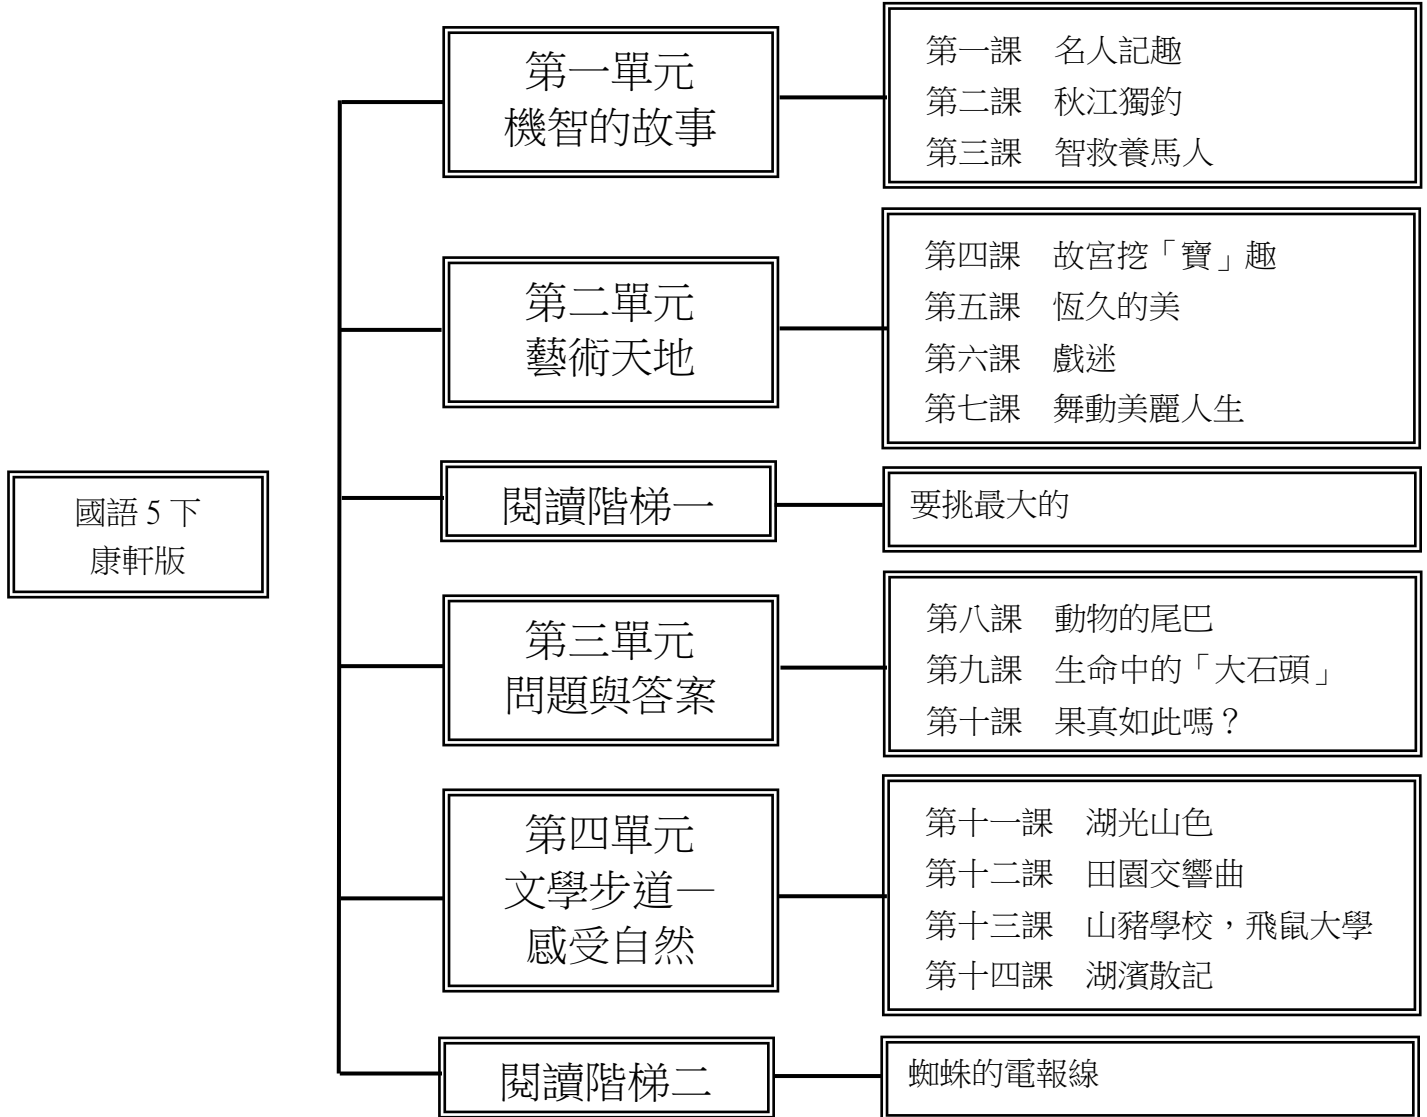 國語 5 下
康軒版
第一單元
機智的故事
第一課　名人記趣
第二課　秋江獨釣
第三課　智救養馬人
第二單元
藝術天地
第四課　故宮挖「寶」趣
第五課　恆久的美
第六課　戲迷
第七課　舞動美麗人生
閱讀階梯一
要挑最大的
第三單元
問題與答案
第八課　動物的尾巴
第九課　生命中的「大石頭」
第十課　果真如此嗎？
第四單元
文學步道—
感受自然
第十一課　湖光山色
第十二課　田園交響曲
第十三課　山豬學校，飛鼠大學
第十四課　湖濱散記
閱讀階梯二
蜘蛛的電報線